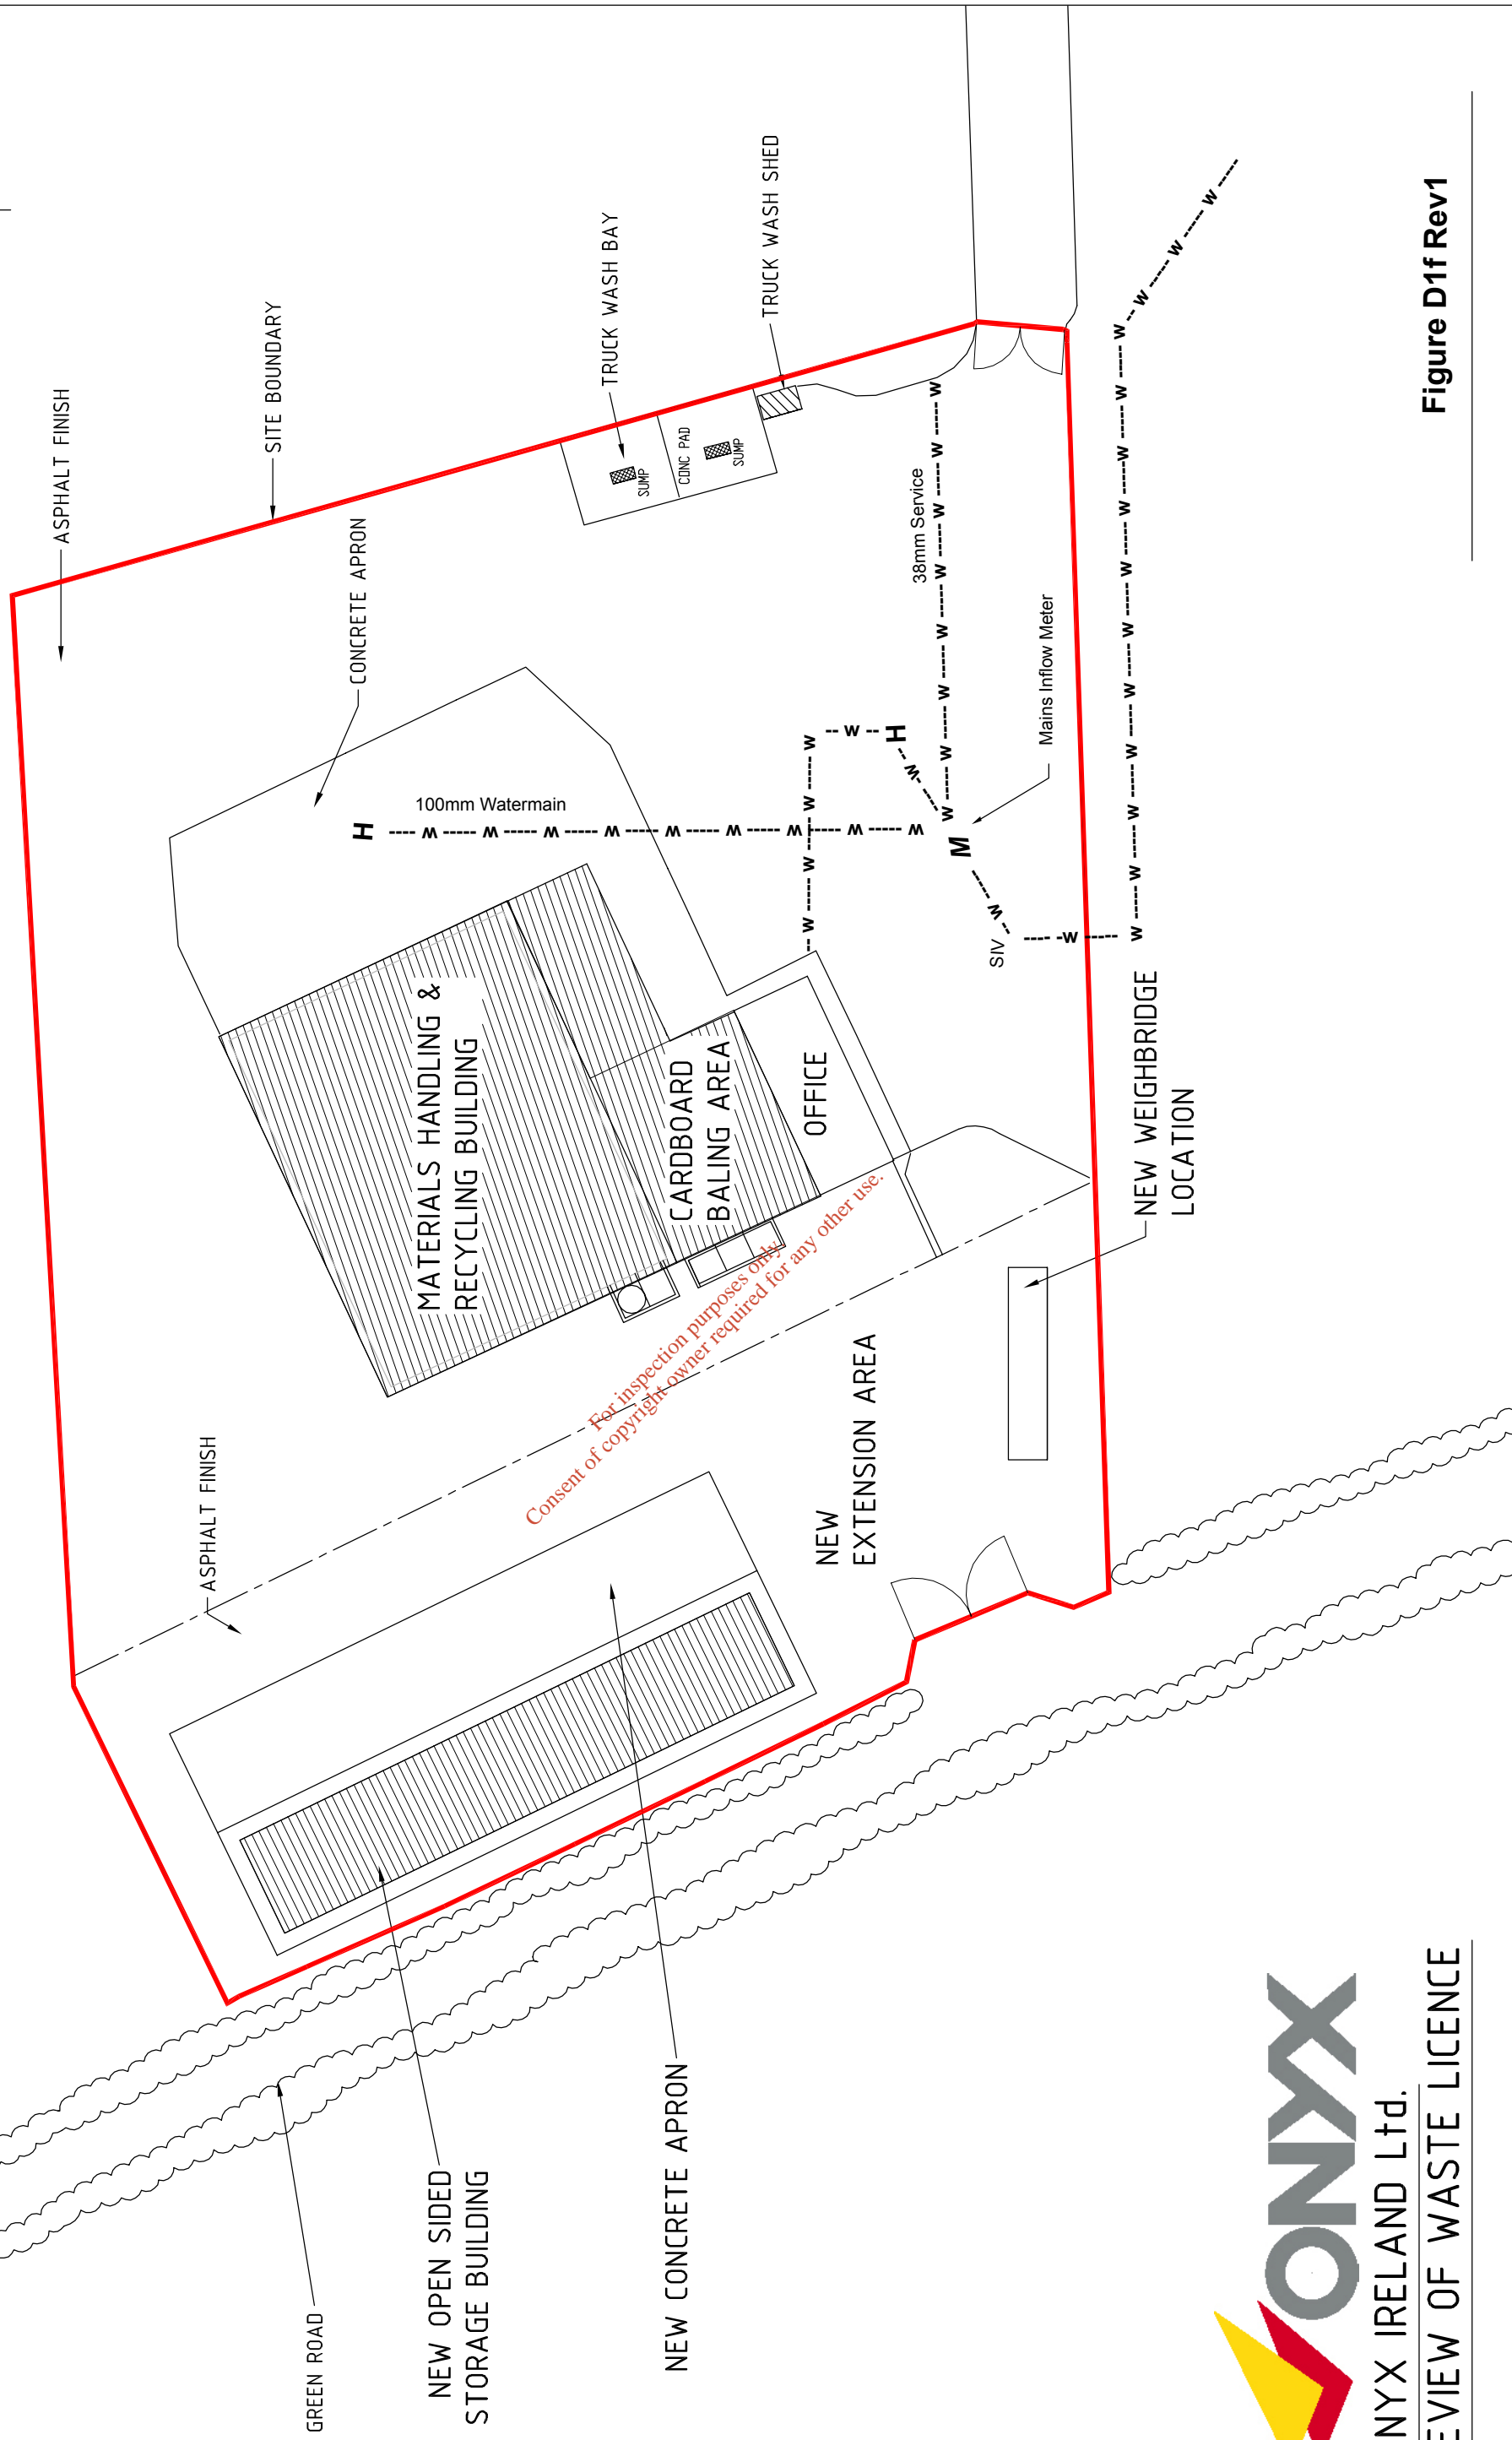 GREEN ROAD
NEW OPEN SIDED
STORAGE BUILDING
NEW CONCRETE APRON
ASPHALT FINISH
ASPHALT FINISH
SITE BOUNDARY
CONCRETE APRON
TRUCK WASH BAY
TRUCK WASH SHED
SUMP
CONC PAD
SUMP
MATERIALS HANDLING &
RECYCLING BUILDING
CARDBOARD
BALING AREA
OFFICE
NEW
EXTENSION AREA
NEW WEIGHBRIDGE
LOCATION
100mm Watermain
38mm Service
Mains Inflow Meter
SIV
H
H
M
W W W W W W W W W
W W W W W
W
W
W W W W W W W W
W
W
W W W W W W W W W W W
W W W
For inspection purposes only.
Consent of copyright owner required for any other use.
ONYX
NYX IRELAND Ltd.
EVIEW OF WASTE LICENCE
Figure D1f Rev1